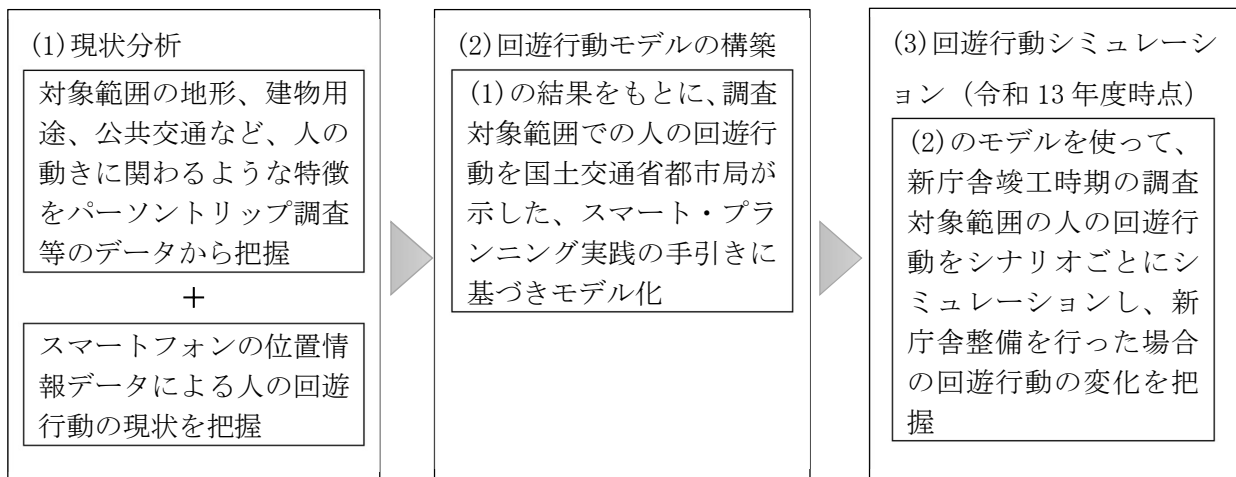 (1)現状分析
対象範囲の地形、建物用
途、公共交通など、人の
動きに関わるような特徴
をパーソントリップ調査
等のデータから把握
+
スマートフォンの位置情
報データによる人の回遊
行動の現状を把握
(2)回遊行動モデルの構築
(1)の結果をもとに、調査
対象範囲での人の回遊行
動を国土交通省都市局が
示した、スマート・プラ
ンニング実践の手引きに
基づきモデル化
(3)回遊行動シミュレーシ
ョン（令和 13 年度時点）
(2)のモデルを使って、
新庁舎竣工時期の調査
対象範囲の人の回遊行
動をシナリオごとにシ
ミュレーションし、新
庁舎整備を行った場合
の回遊行動の変化を把
握